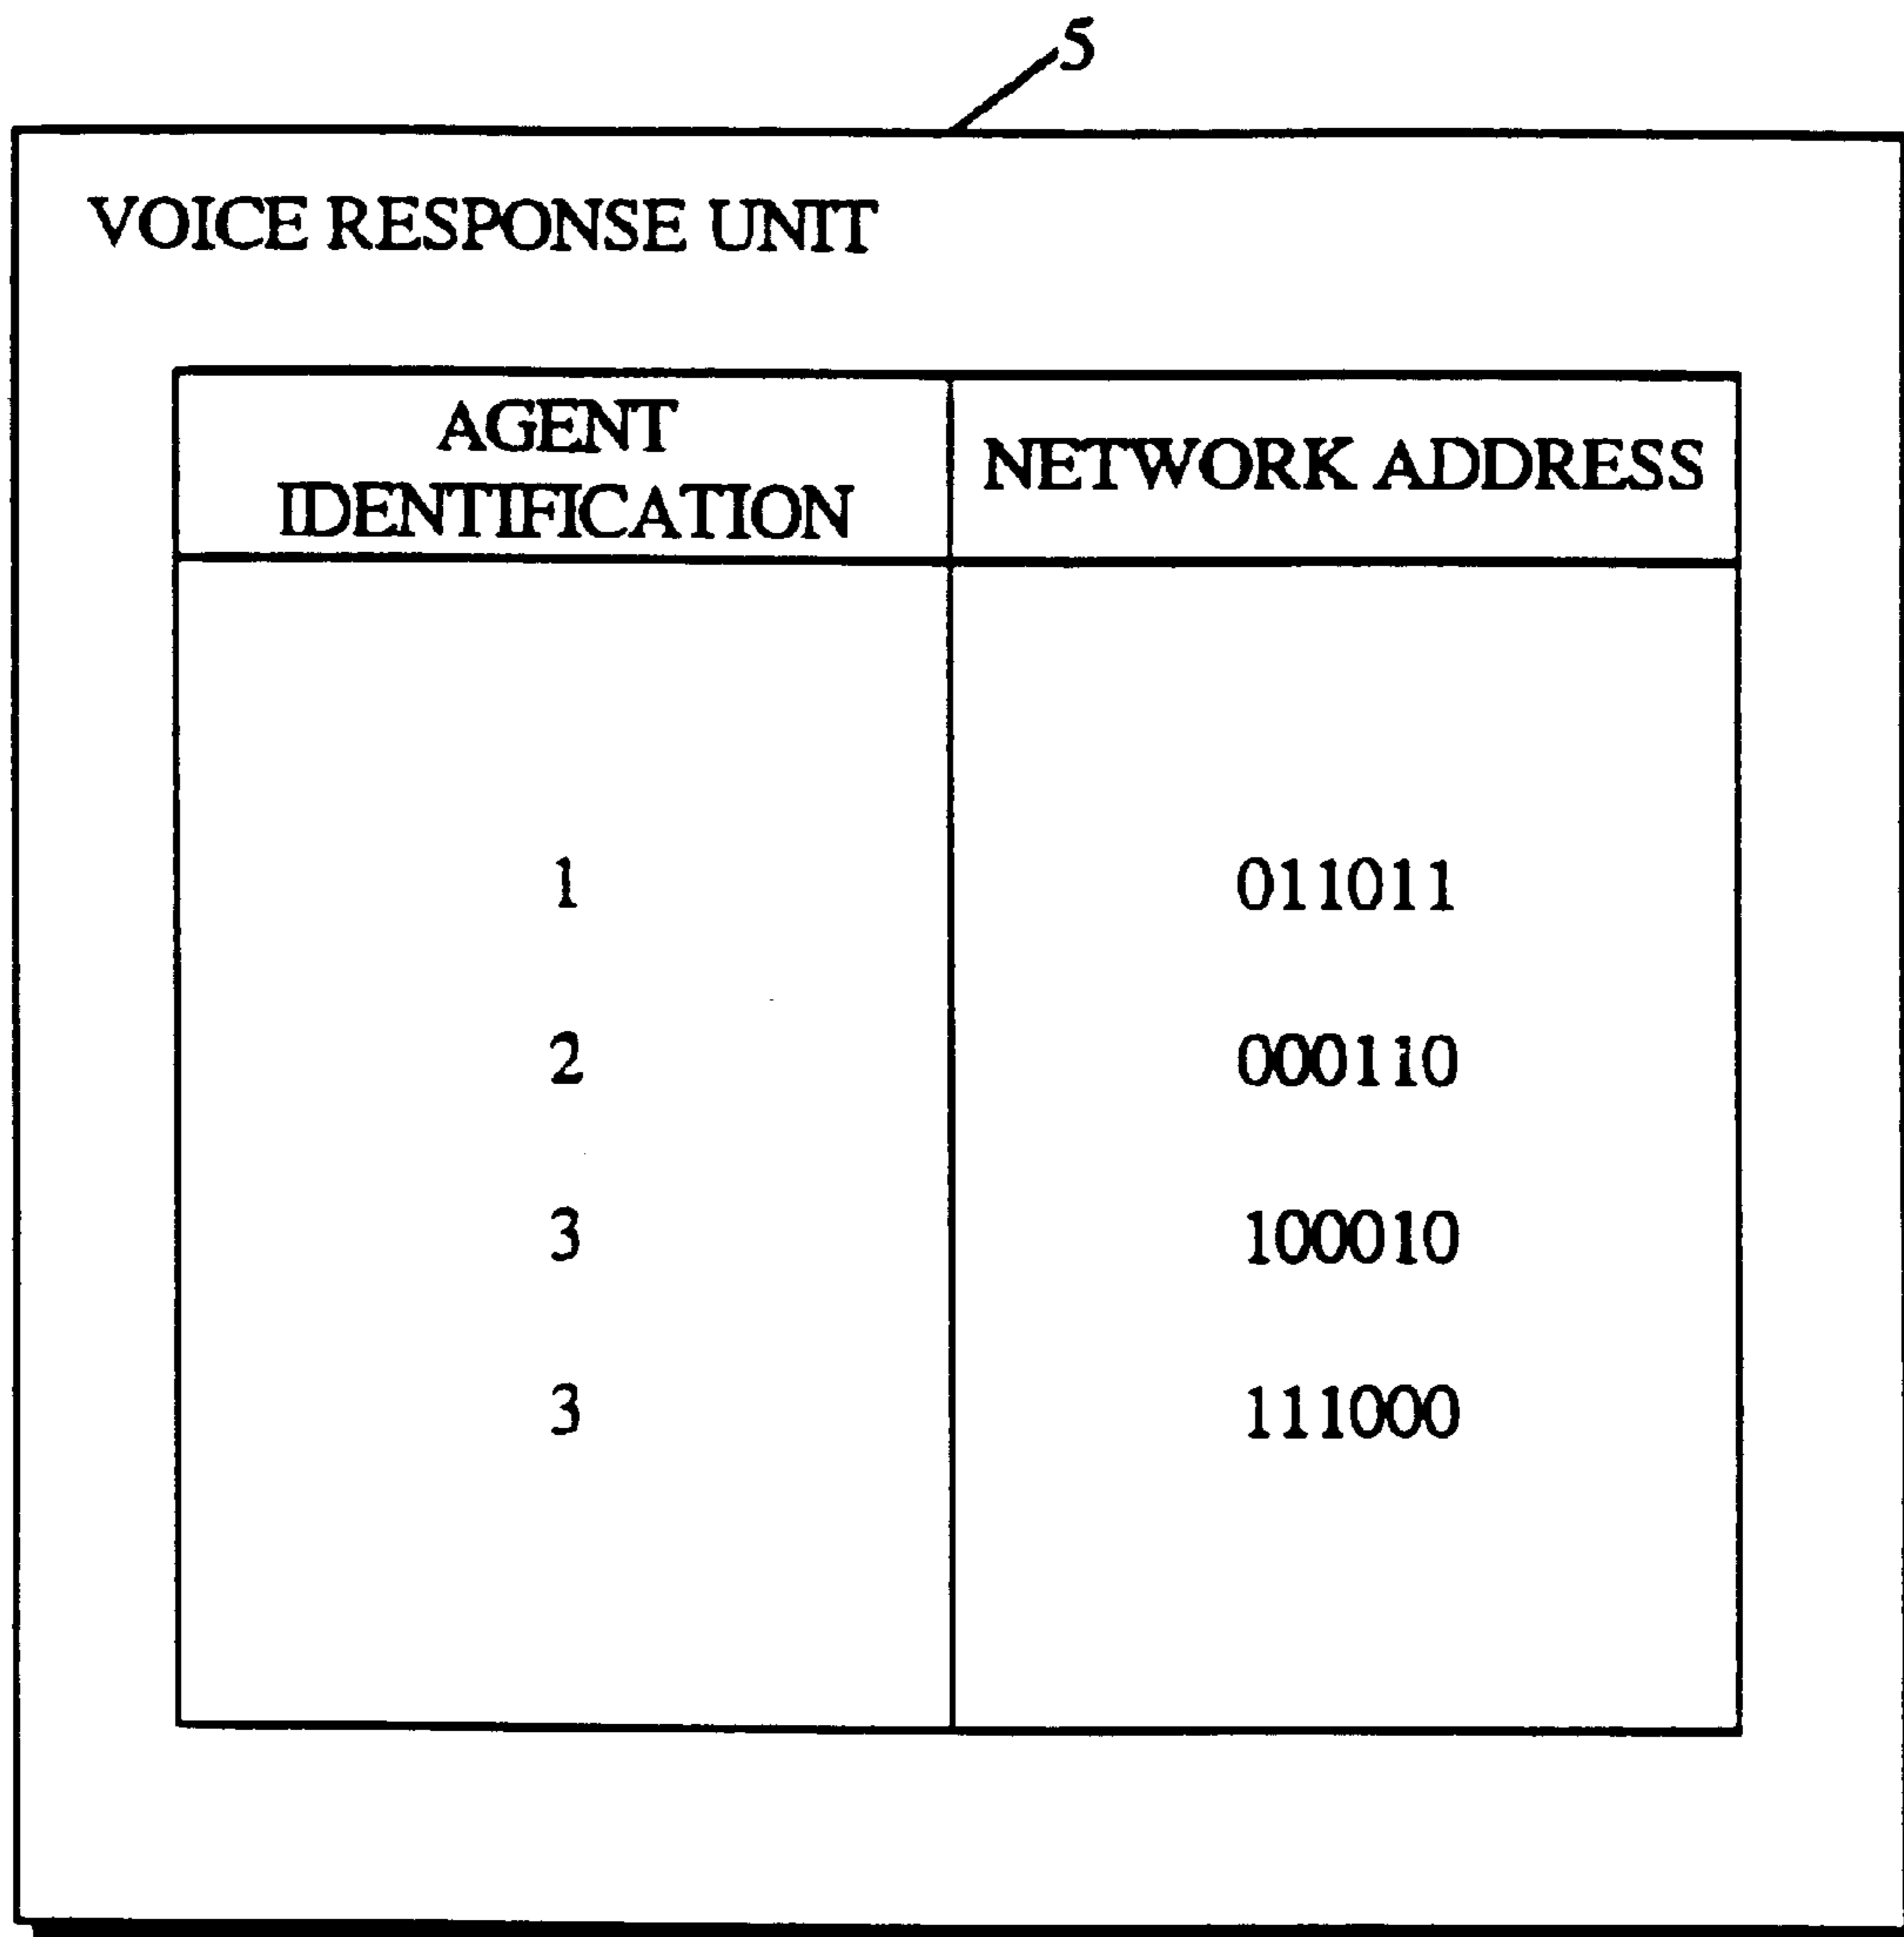 5
VOICE RESPONSE UNIT
AGENT
IDENTIFICATION
NETWORK ADDRESS
1 011011
2 000110
3 100010
3 111000